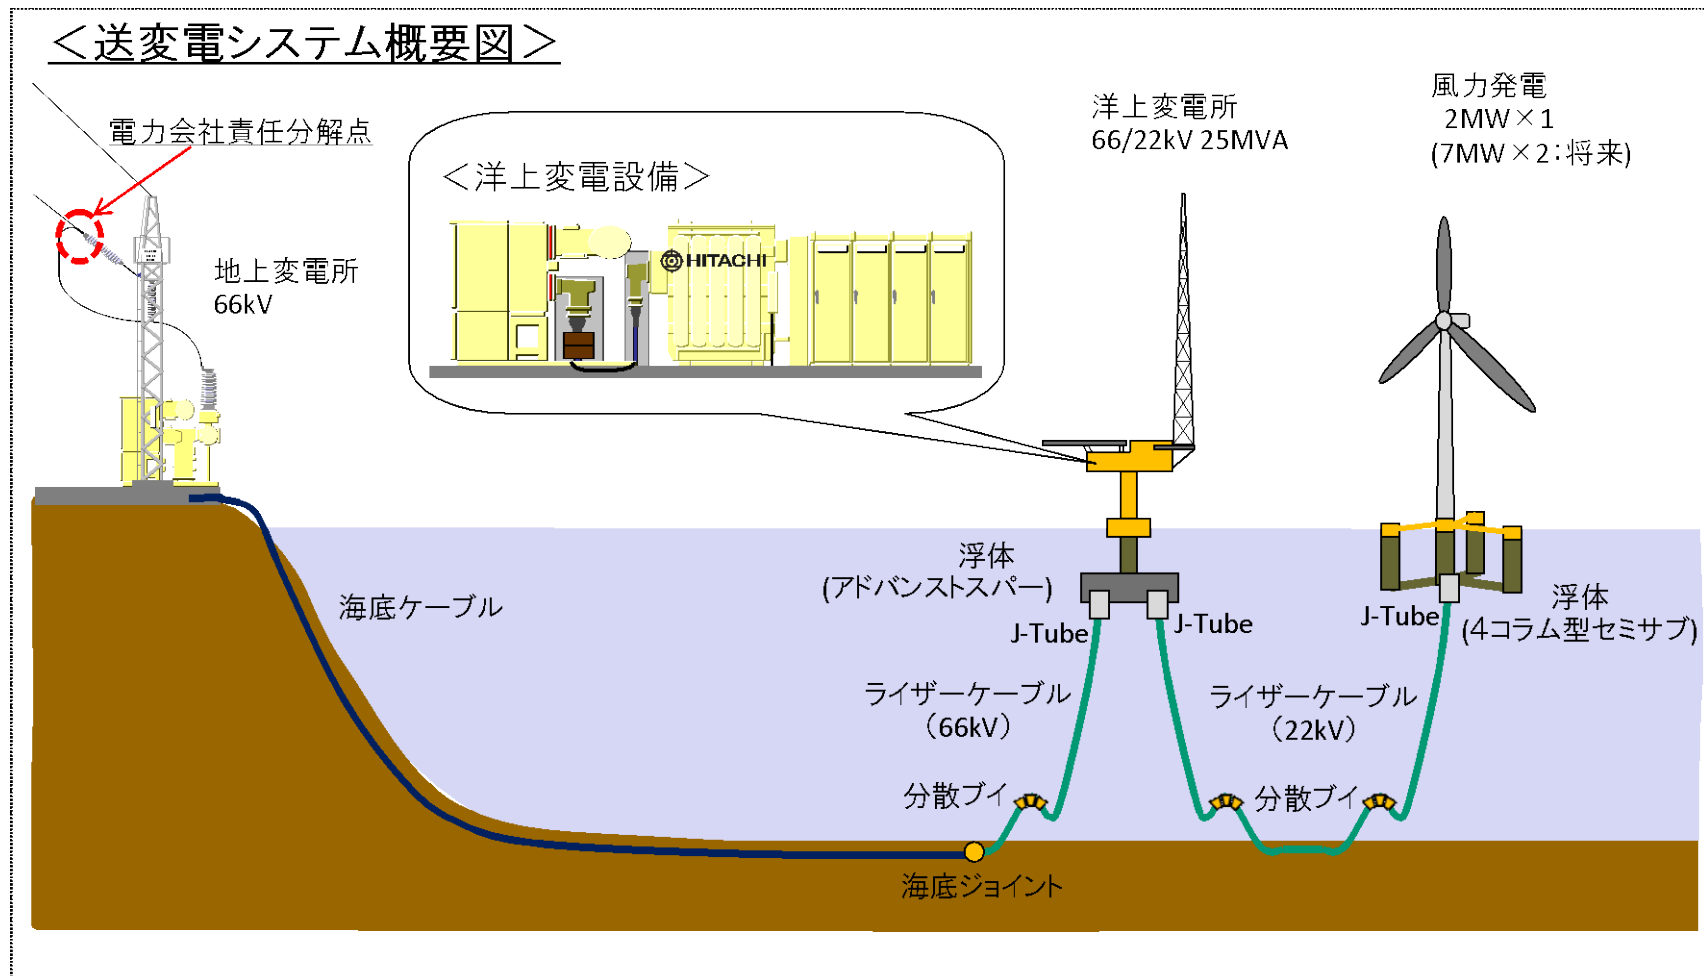 ＜送変電システム概要図＞
電力会社責任分解点
地上変電所
66kV
＜洋上変電設備＞
HITACHI
洋上変電所
66/22kV 25MVA
風力発電
2MW×1
(7MW×2：将来)
海底ケーブル
浮体
(アドバンストスパー)
J-Tube
J-Tube
J-Tube
浮体
(4コラム型セミサブ)
ライザーケーブル
（66kV）
ライザーケーブル
（22kV）
分散ブイ
分散ブイ
海底ジョイント